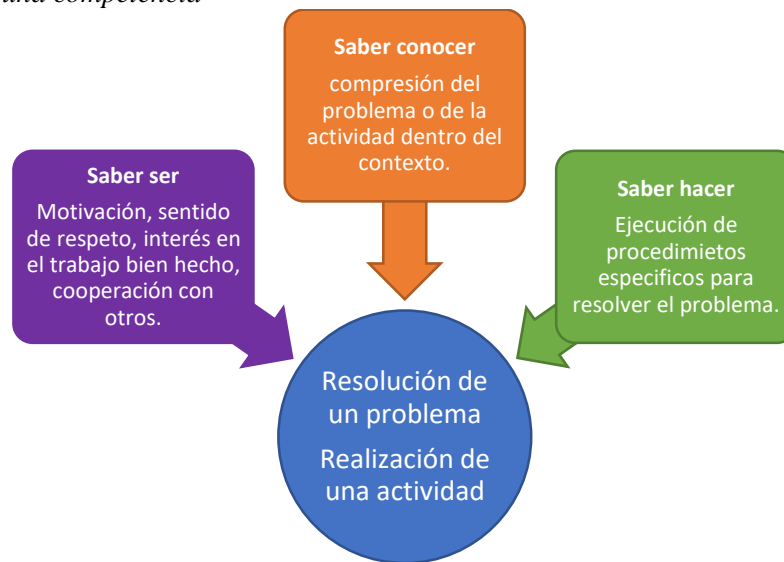 una competencia
Saber conocer
compresión del
problema o de la
actividad dentro del
contexto.
Saber ser
Motivación, sentido
de respeto, interés en
el trabajo bien hecho,
cooperación con
otros.
Saber hacer
Ejecución de
procedimietos
especificos para
resolver el problema.
Resolución de
un problema
Realización de
una actividad